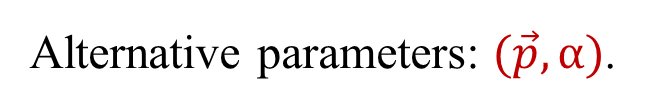 Alternative parameters: (p⃗, α).